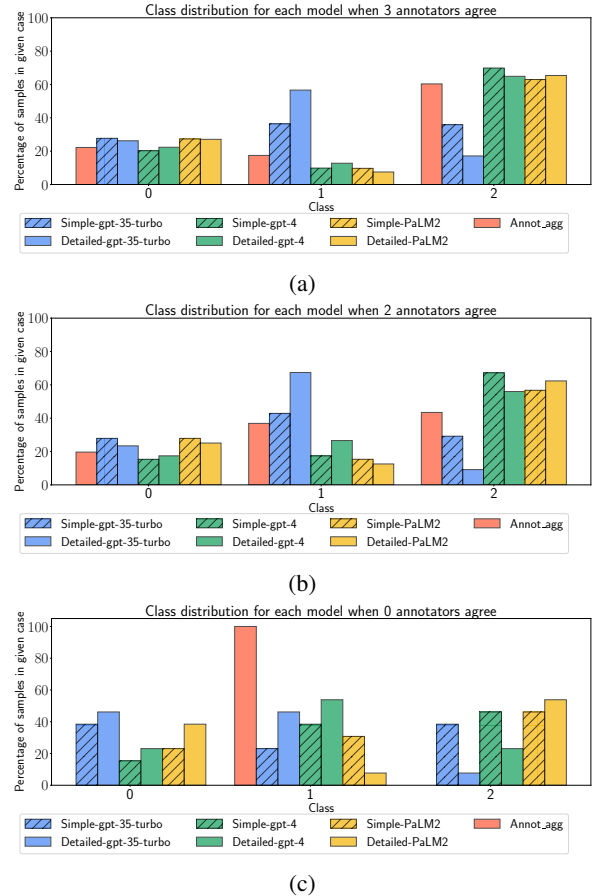 Class distribution for each model when 3 annotators agree
Percentage of samples in given case
100
80
60
40
20
0
0 1 2
Class
Simple-gpt-35-turbo Simple-gpt-4 Simple-PaLM2 Annot_agg
Detailed-gpt-35-turbo Detailed-gpt-4 Detailed-PaLM2
(a)
Class distribution for each model when 2 annotators agree
Percentage of samples in given case
100
80
60
40
20
0
0 1 2
Class
Simple-gpt-35-turbo Simple-gpt-4 Simple-PaLM2 Annot_agg
Detailed-gpt-35-turbo Detailed-gpt-4 Detailed-PaLM2
(b)
Class distribution for each model when 0 annotators agree
Percentage of samples in given case
100
80
60
40
20
0
0 1 2
Class
Simple-gpt-35-turbo Simple-gpt-4 Simple-PaLM2 Annot_agg
Detailed-gpt-35-turbo Detailed-gpt-4 Detailed-PaLM2
(c)